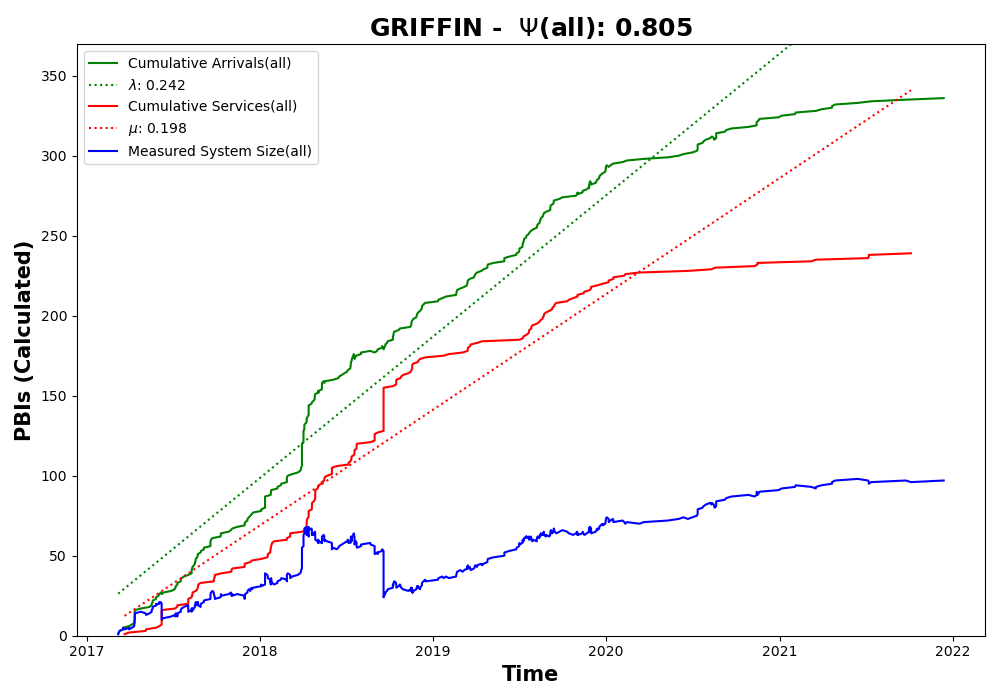 GRIFFIN - Ψ(all): 0.805
Cumulative Arrivals(all)
λ: 0.242
Cumulative Services(all)
μ: 0.198
Measured System Size(all)
PBIs (Calculated)
350
300
250
200
150
100
50
0
2017 2018 2019 2020 2021 2022
Time